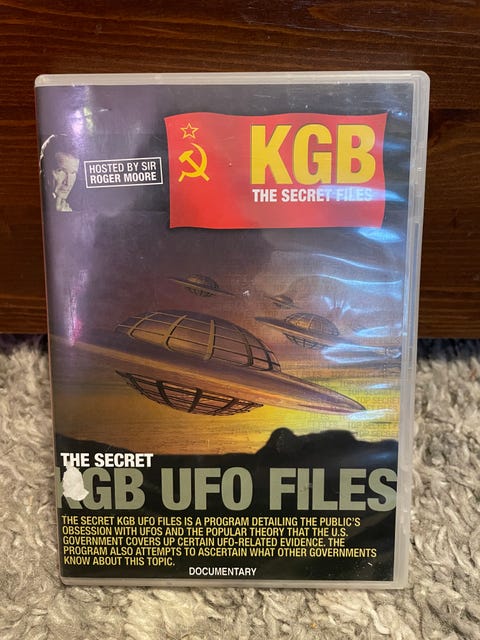 HOSTED BY SIR
ROGER MOORE
KGB
THE SECRET FILES
THE SECRET
KGB UFO FILES
THE SECRET KGB UFO FILES IS A PROGRAM DETAILING THE PUBLIC'S
OBSESSION WITH UFOS AND THE POPULAR THEORY THAT THE U.S.
GOVERNMENT COVERS UP CERTAIN UFO-RELATED EVIDENCE. THE
PROGRAM ALSO ATTEMPTS TO ASCERTAIN WHAT OTHER GOVERNMENTS
KNOW ABOUT THIS TOPIC.
DOCUMENTARY